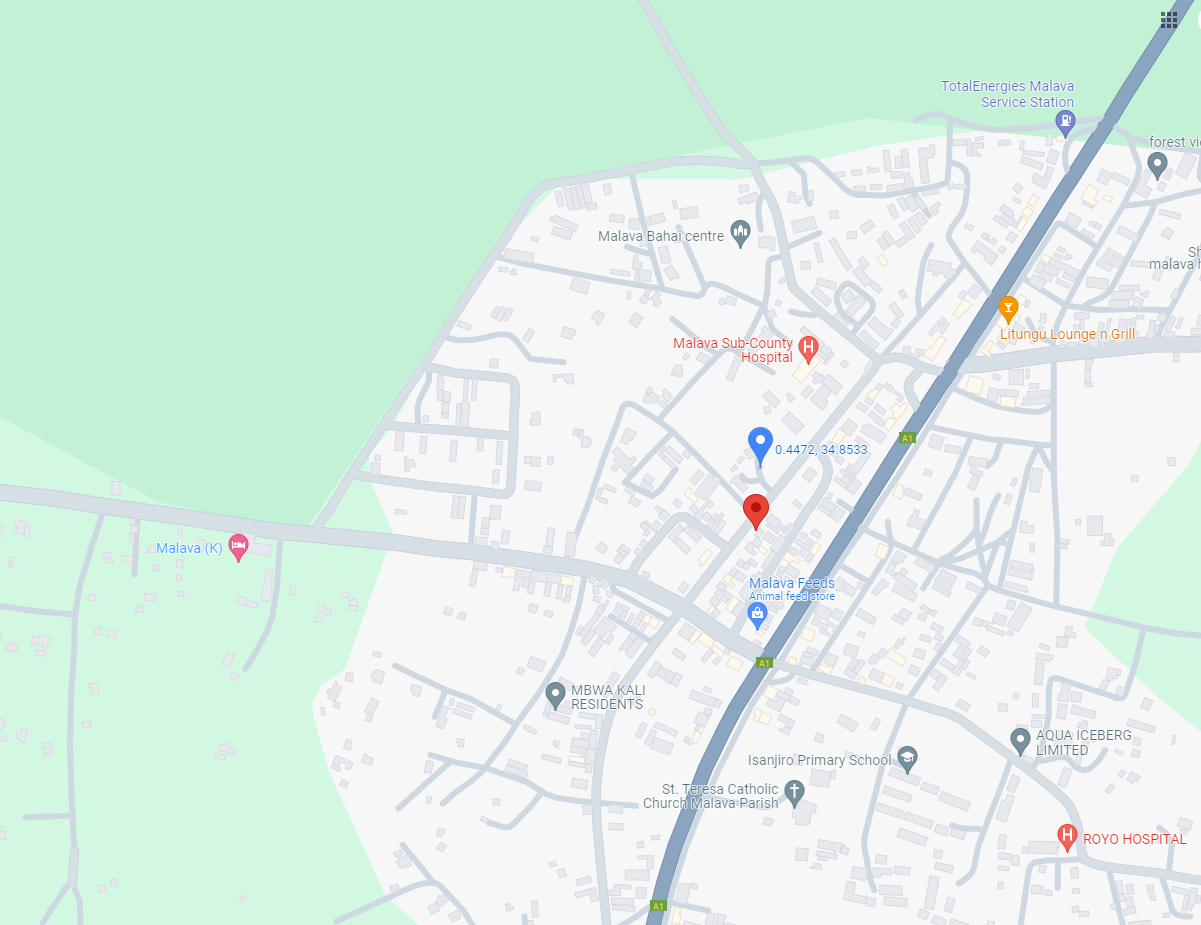 TotalEnergies Malava
Service Station
forest vi
Malava Bahai centre
Sh
malava h
Litungu Lounge n Grill
Malava Sub-County
Hospital
A1
0.4472, 34.8533
Malava (K)
Malava Feeds
Animal feed store
A1
MBWA KALI
RESIDENTS
AQUA ICEBERG
LIMITED
Isanjiro Primary School
St. Teresa Catholic
Church Malava Parish
ROYO HOSPITAL
A1